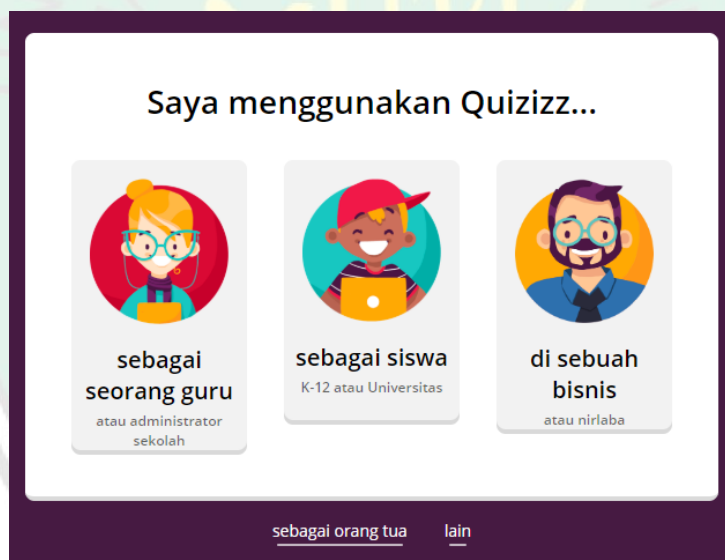 Saya menggunakan Quizizz...
sebagai
seorang guru
atau administrator
sekolah
sebagai siswa
K-12 atau Universitas
di sebuah
bisnis
atau nirlaba
sebagai orang tua
lain